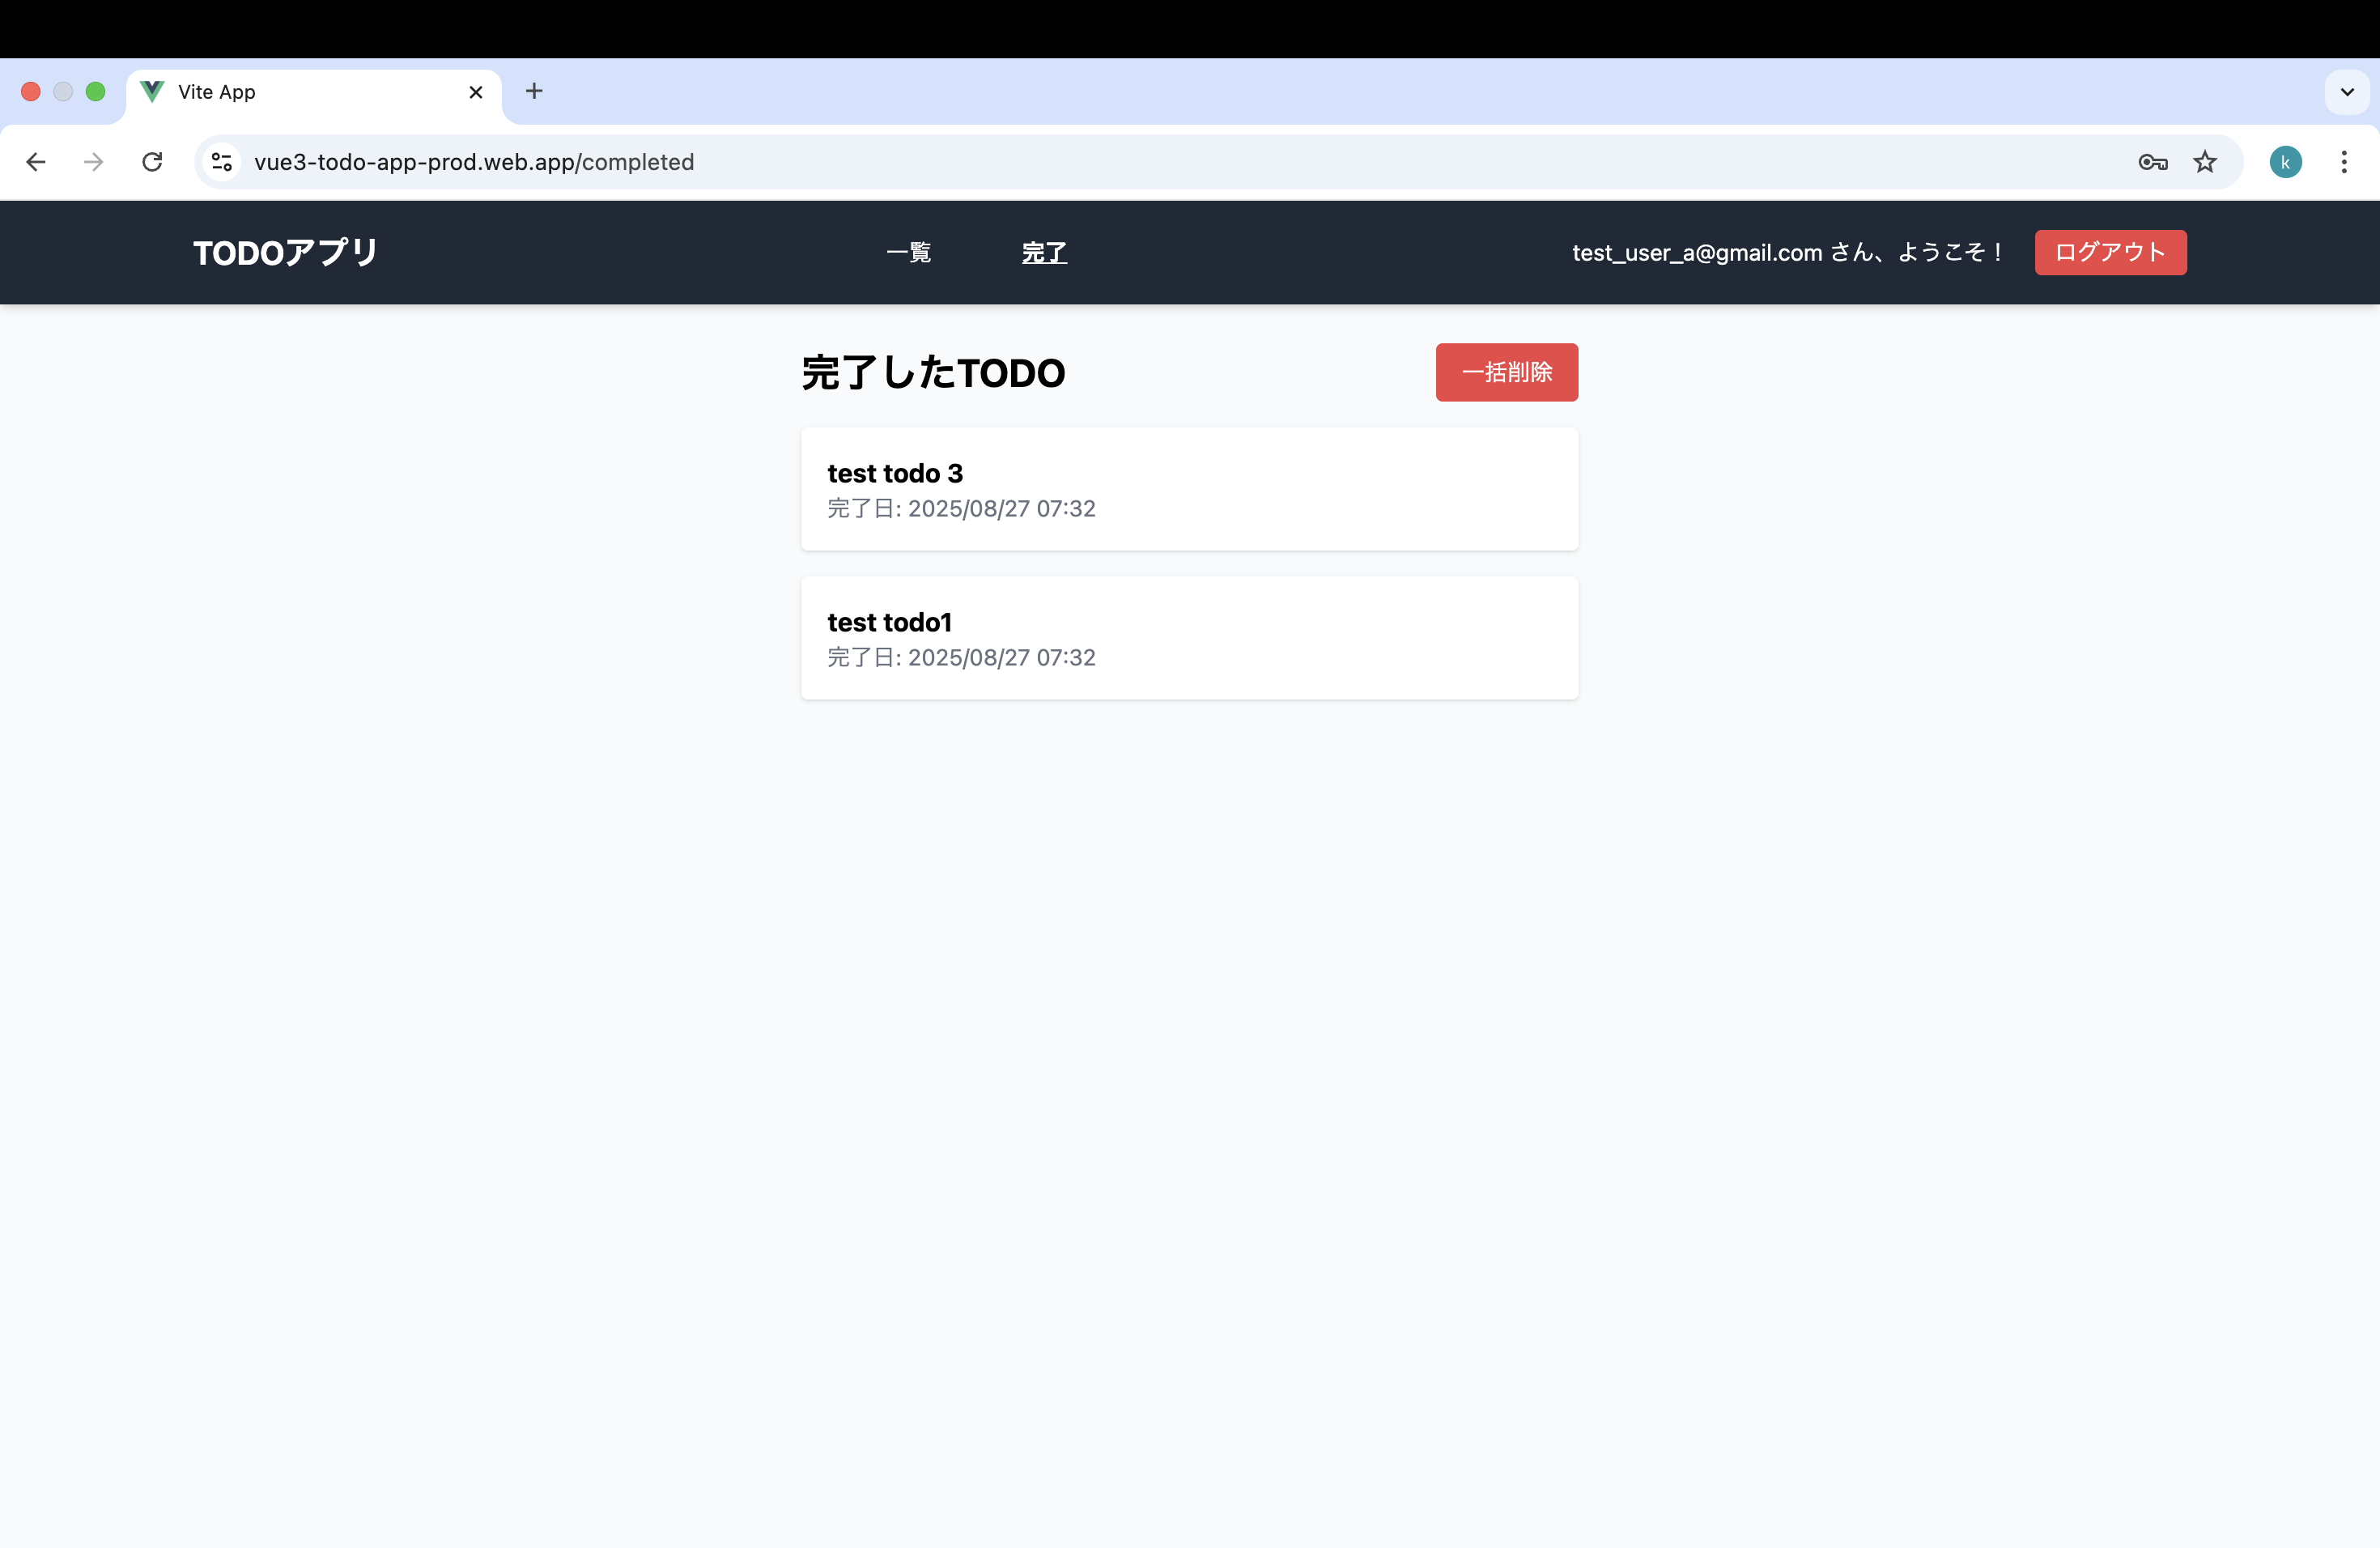 Vite App
vue3-todo-app-prod.web.app/completed
k
TODOアプリ
一覧
完了
test_user_a@gmail.com さん、ようこそ！
ログアウト
完了したTODO
一括削除
test todo 3
完了日: 2025/08/27 07:32
test todo1
完了日: 2025/08/27 07:32